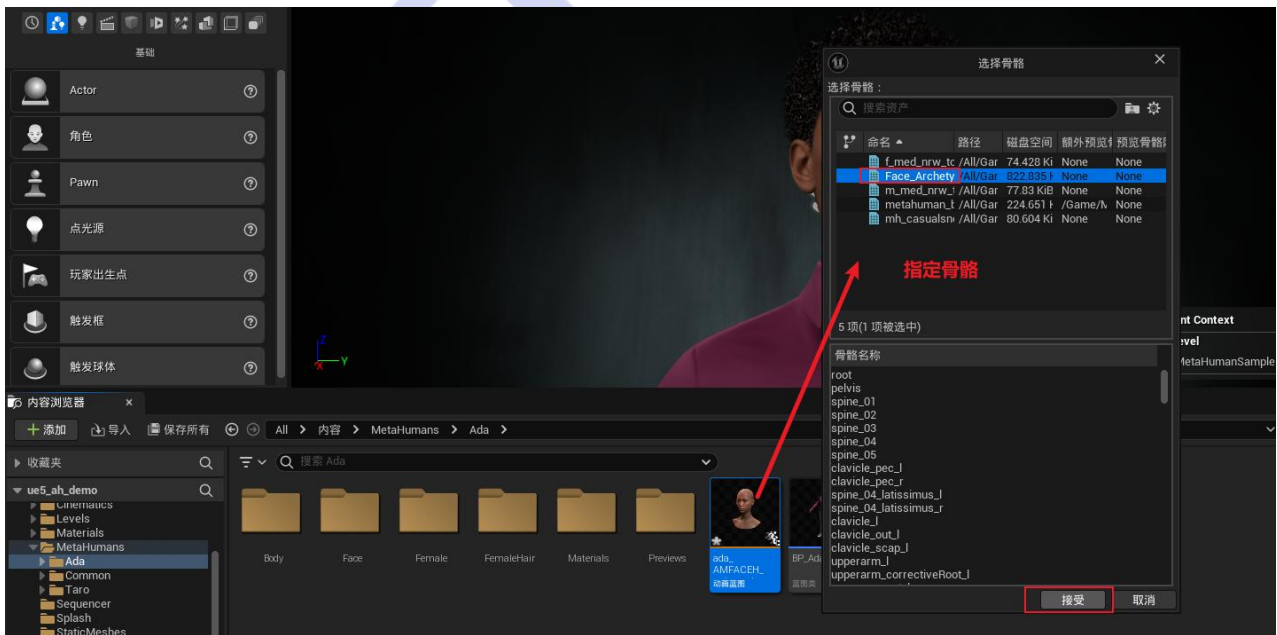 基础
Actor
角色
Pawn
点光源
玩家出生点
触发框
触发球体
选择骨骼
选择骨骼：
搜索资产
命名 路径 磁盘空间 额外预览 预览骨骼
f_med_nrw_tc /All/Gar 74.428 Ki None None
Face_Archety /All/Gar 822.835 None None
m_med_nrw_ /All/Gar 77.83 KiB None None
metahuman_t /All/Gar 224.651 /Game/M None
mh_casualsn /All/Gar 80.604 Ki None None
指定骨骼
5 项(1 项被选中)
nt Context
evel
MetaHumanSample
骨骼名称
root
pelvis
spine_01
spine_02
spine_03
spine_04
spine_05
clavicle_pec_l
clavicle_pec_r
spine_04_latissimus_l
spine_04_latissimus_r
clavicle_l
clavicle_out_l
clavicle_scap_l
upperarm_l
upperarm_correctiveRoot_l
接受 取消
Z
X
Y
内容浏览器
添加 导入 保存所有 All 内容 MetaHumans Ada
收藏夹
搜索 Ada
ue5_ah_demo
Cinematics
Levels
Materials
MetaHumans
Ada
Common
Taro
Sequencer
Splash
StaticMeshes
Body Face Female FemaleHair Materials Previews
ada_
AMFACEH_
动画蓝图
BP_Ada
蓝图类